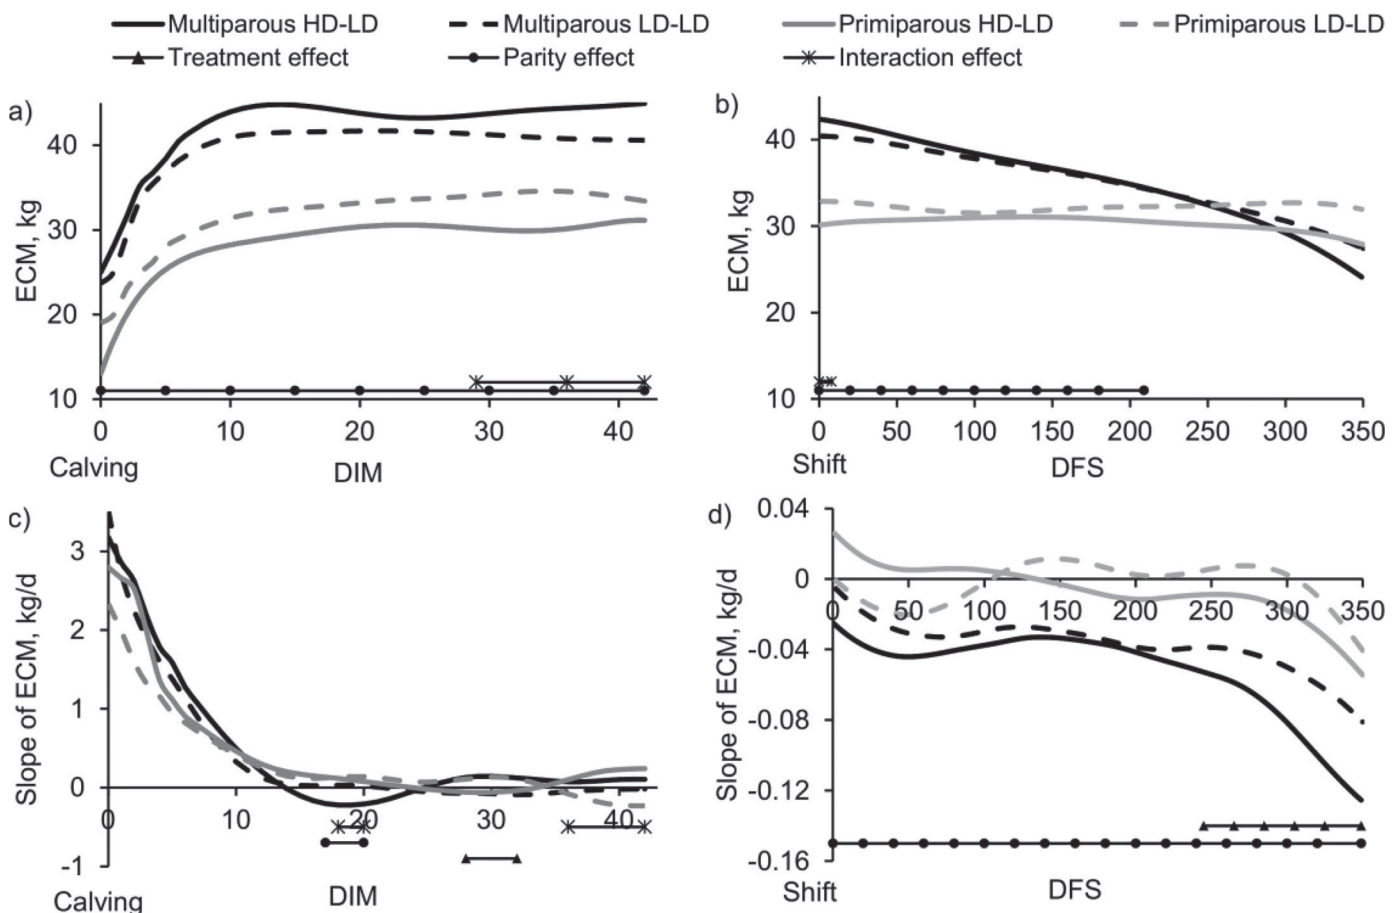 Multiparous HD-LD Multiparous LD-LD Primiparous HD-LD Primiparous LD-LD
Treatment effect Parity effect Interaction effect
a)
ECM, kg
40
30
20
10
0 10 20 30 40
Calving DIM
b)
ECM, kg
40
30
20
10
0 50 100 150 200 250 300 350
Shift DFS
c)
Slope of ECM, kg/d
3
2
1
0
-1
0 10 20 30 40
Calving DIM
d)
Slope of ECM, kg/d
0.04
0
-0.04
-0.08
-0.12
-0.16
0 50 100 150 200 250 300 350
Shift DFS